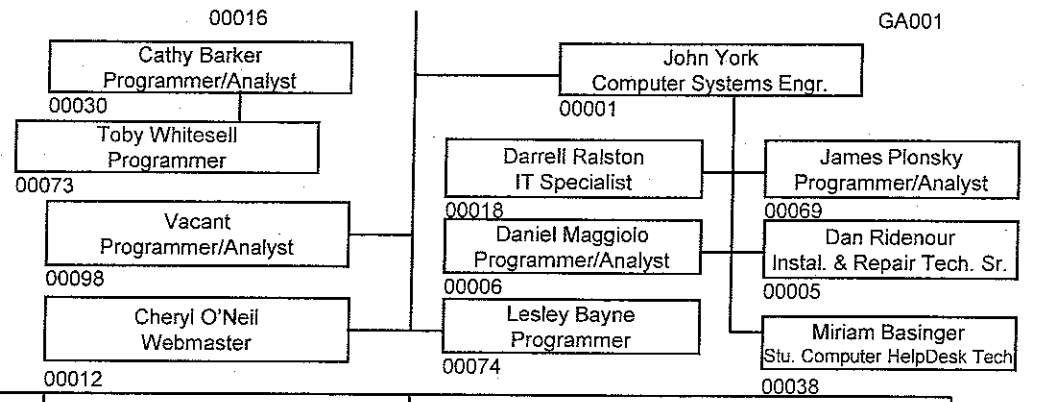 00016
GA001
Cathy Barker
Programmer/Analyst
00030
John York
Computer Systems Engr.
00001
Toby Whitesell
Programmer
00073
Darrell Ralston
IT Specialist
00018
James Plonsky
Programmer/Analyst
00069
Vacant
Programmer/Analyst
00098
Daniel Maggiolo
Programmer/Analyst
00006
Dan Ridenour
Instal. & Repair Tech. Sr.
00005
Cheryl O'Neil
Webmaster
00012
Lesley Bayne
Programmer
00074
Miriam Basinger
Stu. Computer HelpDesk Tech
00038